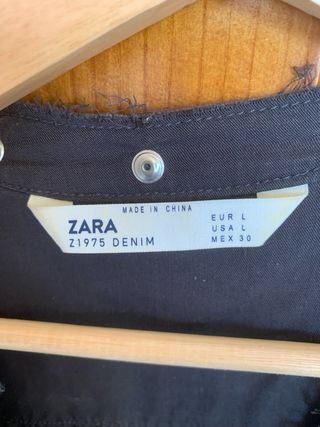 MADE IN CHINA
ZARA
Z1975 DENIM
EUR L
USA L
MEX 30